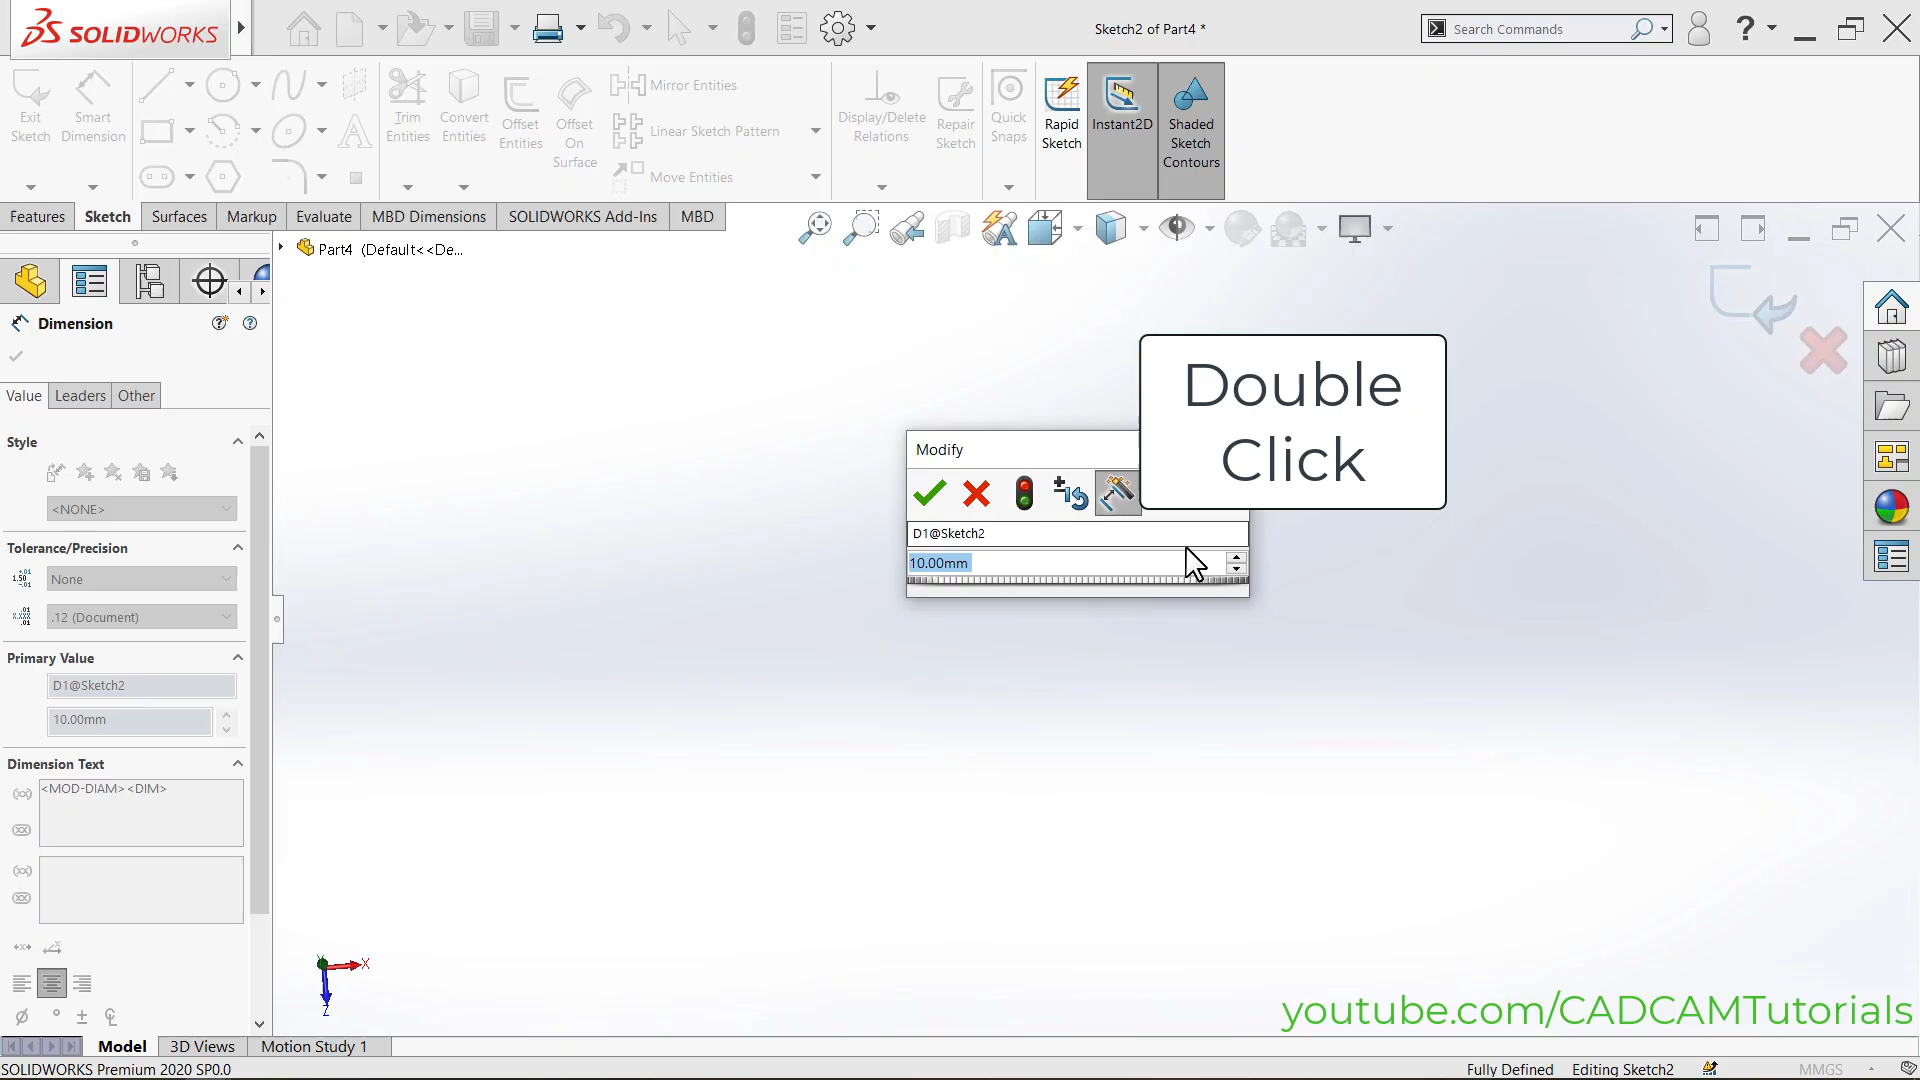 SOLIDWORKS
Sketch2 of Part4 *
Search Commands
?
Exit Sketch
Smart Dimension
Trim Entities
Convert Entities
Offset Entities
Offset On Surface
Mirror Entities
Linear Sketch Pattern
Move Entities
Display/Delete Relations
Repair Sketch
Quick Snaps
Rapid Sketch
Instant2D
Shaded Sketch Contours
Features
Sketch
Surfaces
Markup
Evaluate
MBD Dimensions
SOLIDWORKS Add-Ins
MBD
Part4 (Default<<De...
Dimension
Value
Leaders
Other
Style
<NONE>
Tolerance/Precision
None
.12 (Document)
Primary Value
D1@Sketch2
10.00mm
Dimension Text
<MOD-DIAM><DIM>
Modify
D1@Sketch2
10.00mm
Double
Click
X
Z
youtube.com/CADCAMTutorials
Model
3D Views
Motion Study 1
SOLIDWORKS Premium 2020 SP0.0
Fully Defined
Editing Sketch2
MMGS